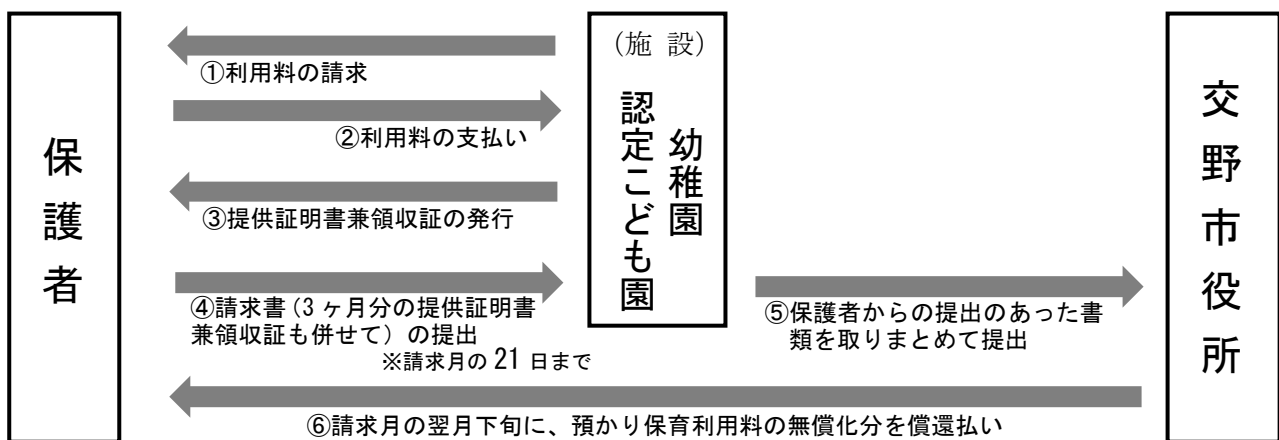 保護者
①利用料の請求
②利用料の支払い
③提供証明書兼領収証の発行
④請求書(3ヶ月分の提供証明書
兼領収証も併せて)の提出
※請求月の21日まで
(施 設)
幼稚園
認定こども園
⑤保護者からの提出のあった書
類を取りまとめて提出
⑥請求月の翌月下旬に、預かり保育利用料の無償化分を償還払い
交野市役所